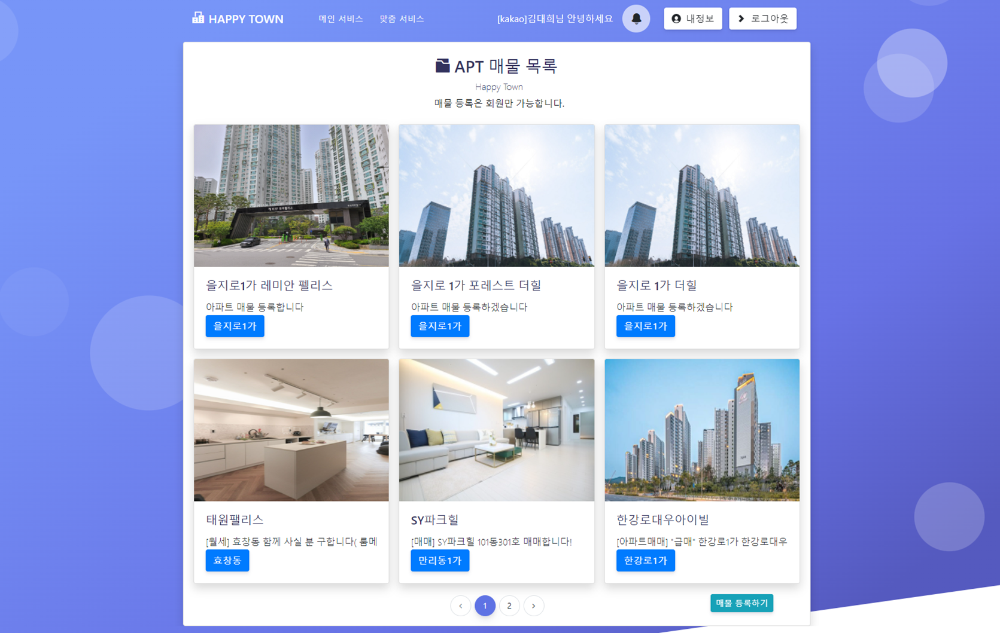 HAPPY TOWN
메인 서비스
맞춤 서비스
[kakao]김대희님 안녕하세요
내정보
로그아웃
APT 매물 목록
Happy Town
매물 등록은 회원만 가능합니다.
을지로1가 레미안 펠리스
아파트 매물 등록합니다
을지로1가
을지로 1가 포레스트 더힐
아파트 매물 등록하겠습니다
을지로1가
을지로 1가 더힐
아파트 매물 등록하겠습니다
을지로1가
태원팰리스
[월세] 효창동 함께 사실 분 구합니다( 룸메
효창동
SY파크힐
[매매] SY파크힐 101동301호 매매합니다!
만리동1가
한강로대우아이빌
[아파트매매] "급매" 한강로1가 한강로대우
한강로1가
‹ 1 2 ›
매물 등록하기